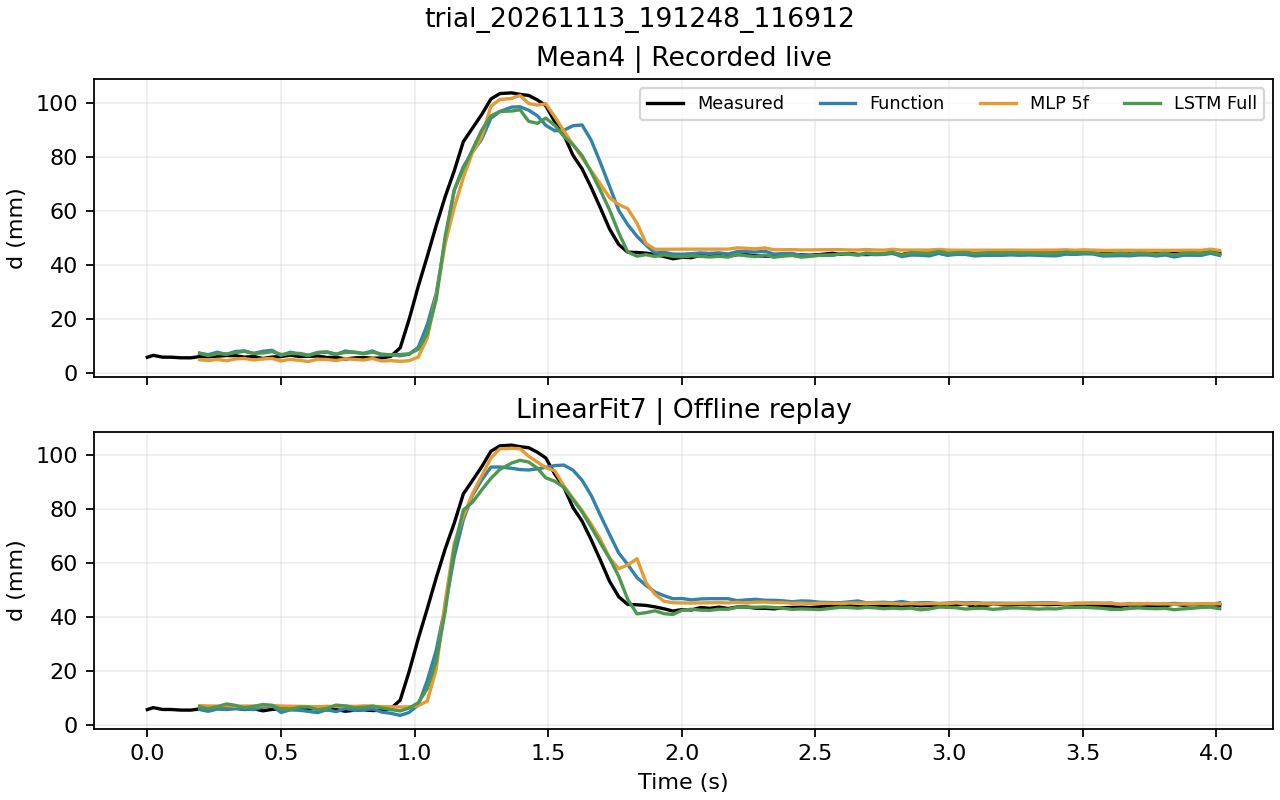 trial_20261113_191248_116912
Mean4 | Recorded live
Measured Function MLP 5f LSTM Full
d (mm)
100
80
60
40
20
0
LinearFit7 | Offline replay
d (mm)
100
80
60
40
20
0
0.0 0.5 1.0 1.5 2.0 2.5 3.0 3.5 4.0
Time (s)